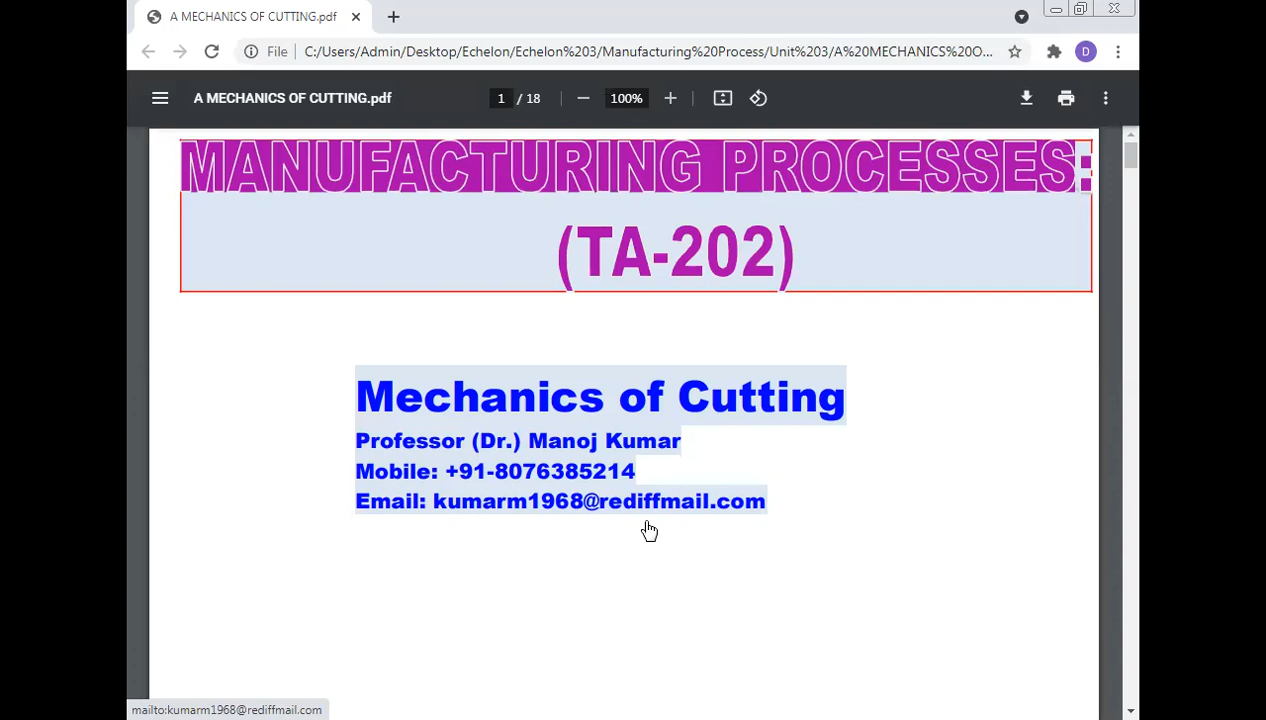 A MECHANICS OF CUTTING.pdf
File C:/Users/Admin/Desktop/Echelon/Echelon%203/Manufacturing%20Process/Unit%203/A%20MECHANICS%20O...
D
A MECHANICS OF CUTTING.pdf 1 / 18 100%
MANUFACTURING PROCESSES:
(TA-202)
Mechanics of Cutting
Professor (Dr.) Manoj Kumar
Mobile: +91-8076385214
Email: kumarm1968@rediffmail.com
mailto:kumarm1968@rediffmail.com